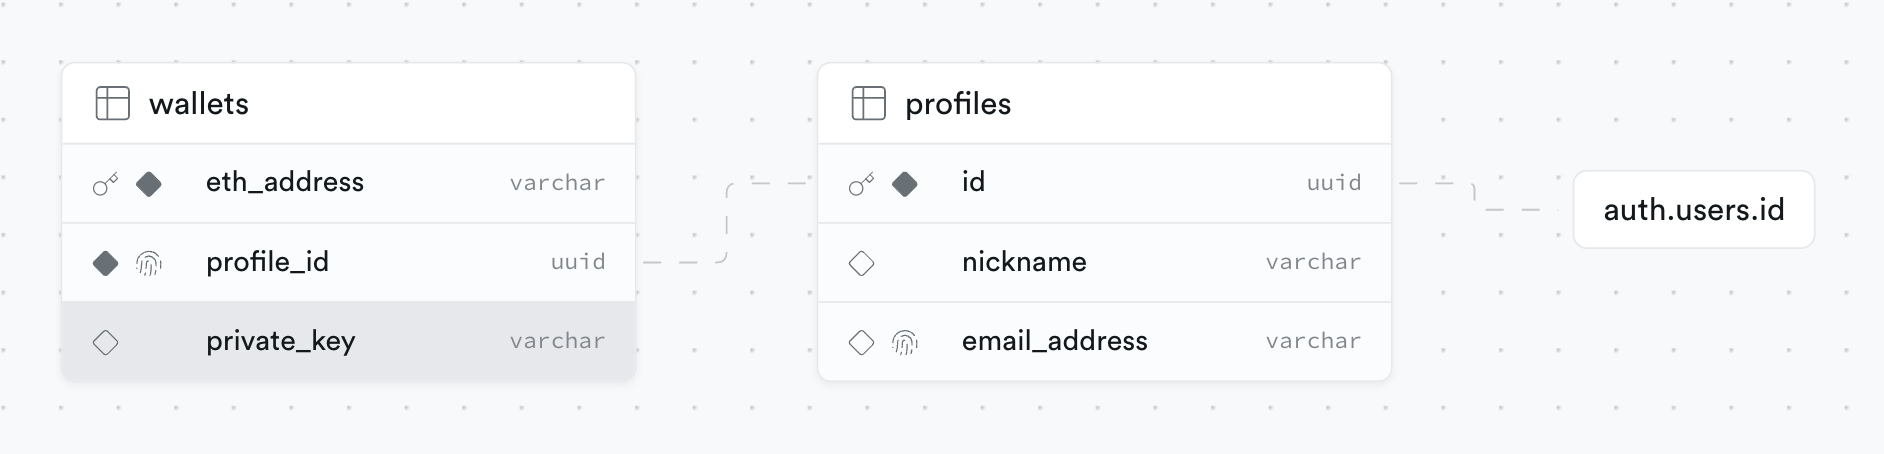 wallets
eth_address varchar
profile_id uuid
private_key varchar
profiles
id uuid
nickname varchar
email_address varchar
auth.users.id